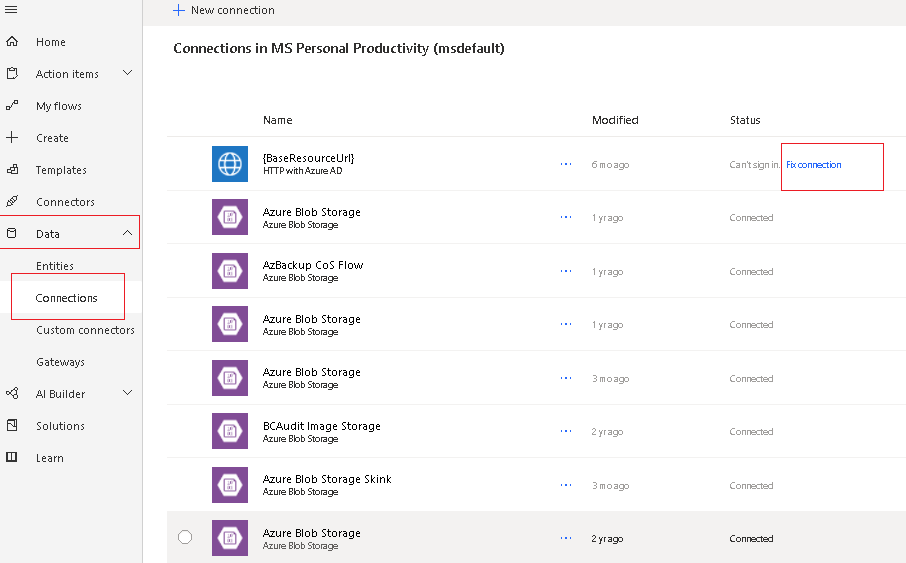 New connection
Connections in MS Personal Productivity (msdefault)
Home
Action items
My flows
Create
Templates
Connectors
Data
Entities
Connections
Custom connectors
Gateways
AI Builder
Solutions
Learn
Name Modified Status
{BaseResourceUrl} ... 6 mo ago Can't sign in. Fix connection
HTTP with Azure AD
Azure Blob Storage ... 1 yr ago Connected
Azure Blob Storage
AzBackup CoS Flow ... 1 yr ago Connected
Azure Blob Storage
Azure Blob Storage ... 1 yr ago Connected
Azure Blob Storage
Azure Blob Storage ... 3 mo ago Connected
Azure Blob Storage
BCAudit Image Storage ... 2 yr ago Connected
Azure Blob Storage
Azure Blob Storage Skink ... 3 mo ago Connected
Azure Blob Storage
Azure Blob Storage ... 2 yr ago Connected
Azure Blob Storage